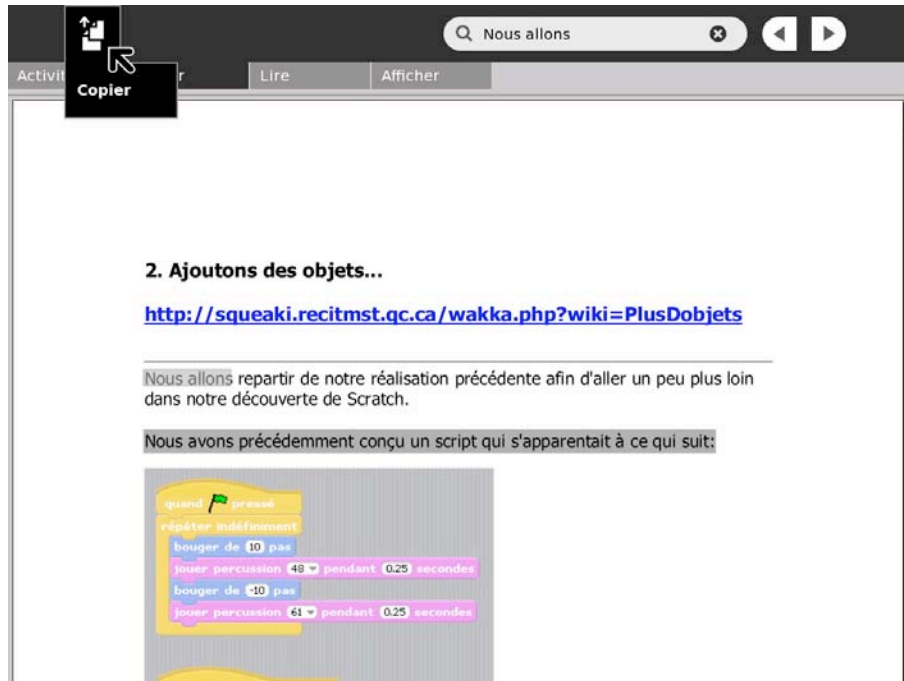 Nous allons
Activit
r
Lire
Afficher
Copier
2. Ajoutons des objets...
http://squeaki.recitmst.qc.ca/wakka.php?wiki=PlusDobjets
Nous allons repartir de notre réalisation précédente afin d'aller un peu plus loin
dans notre découverte de Scratch.
Nous avons précédemment conçu un script qui s'apparentait à ce qui suit:
quand pressé
répéter indéfiniment
bouger de 10 pas
jouer percussion 48 pendant 0.25 secondes
bouger de -10 pas
jouer percussion 61 pendant 0.25 secondes